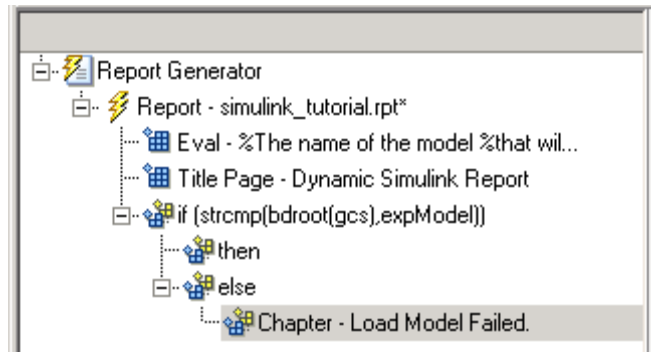 Report Generator
Report - simulink_tutorial.rpt*
Eval - %The name of the model %that wil...
Title Page - Dynamic Simulink Report
if (strcmp(bdroot(gcs),expModel))
then
else
Chapter - Load Model Failed.